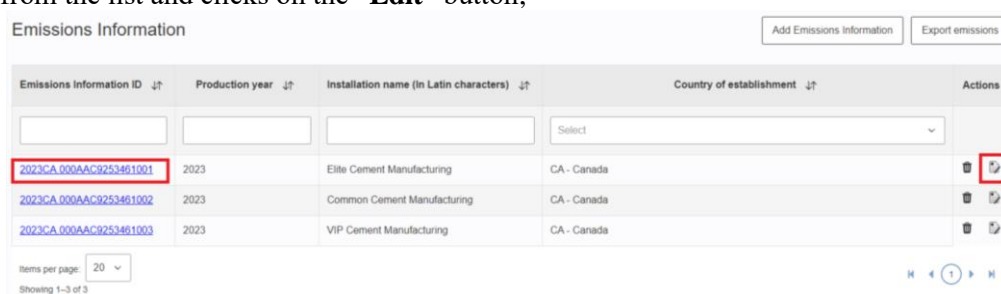 from the list and clicks on the "Edit" button;
Emissions Information
Add Emissions Information
Export emissions
Emissions Information ID
Production year
Installation name (In Latin characters)
Country of establishment
Actions
Select
2023CA.000AAC9253461001 2023 Elite Cement Manufacturing CA - Canada
2023CA.000AAC9253461002 2023 Common Cement Manufacturing CA - Canada
2023CA.000AAC9253461003 2023 VIP Cement Manufacturing CA - Canada
Items per page: 20
1
Showing 1–3 of 3